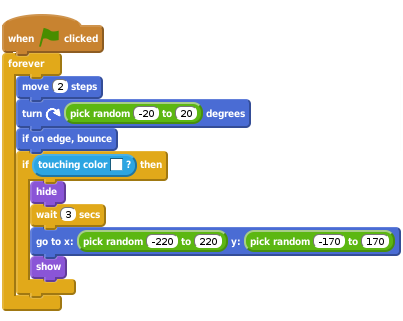 when clicked
forever
move 2 steps
turn pick random -20 to 20 degrees
if on edge, bounce
if touching color ? then
hide
wait 3 secs
go to x: pick random -220 to 220 y: pick random -170 to 170
show